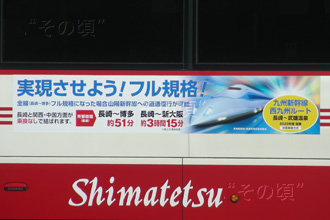 “その頃”
実現させよう！フル規格！
全線（長崎～博多）フル規格になった場合山陽新幹線への直通運行が可能
長崎と関西・中国方面が
乗換なしで結ばれます。
長崎～博多
約51分
長崎～新大阪
約3時間15分
九州新幹線
西九州ルート
長崎～武雄温泉
Shimatetsu
“その頃”